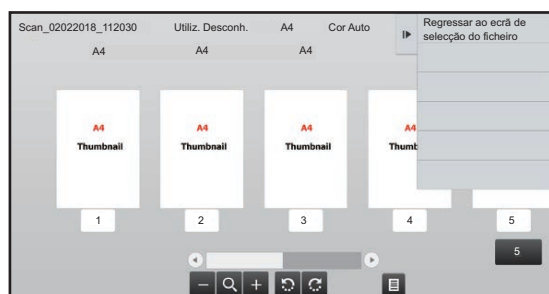 Scan_02022018_112030 Utiliz. Desconh. A4 Cor Auto
Regressar ao ecrã de
selecção do ficheiro
A4 A4 A4
A4 A4 A4 A4
Thumbnail Thumbnail Thumbnail Thumb
1 2 3 4 5
5